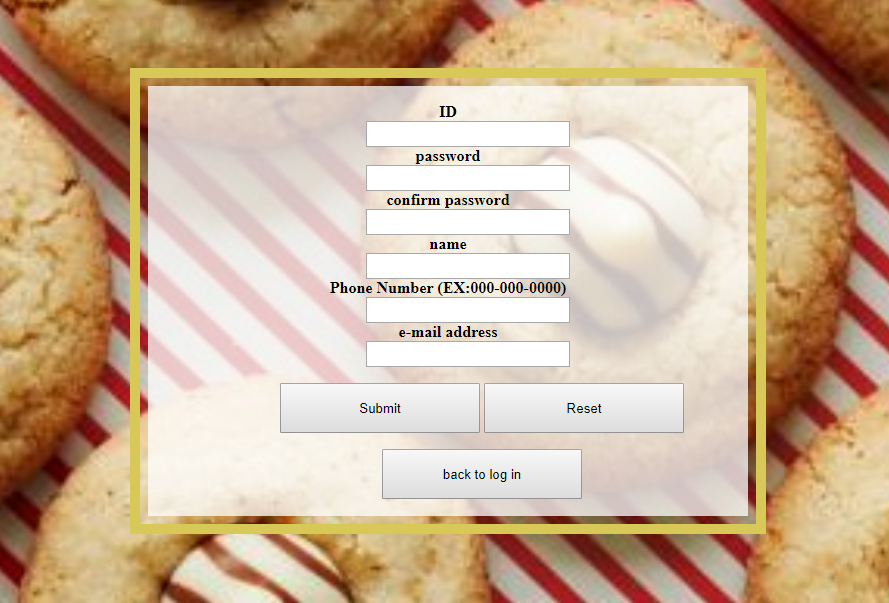 ID
password
confirm password
name
Phone Number (EX:000-000-0000)
e-mail address
Submit Reset
back to log in